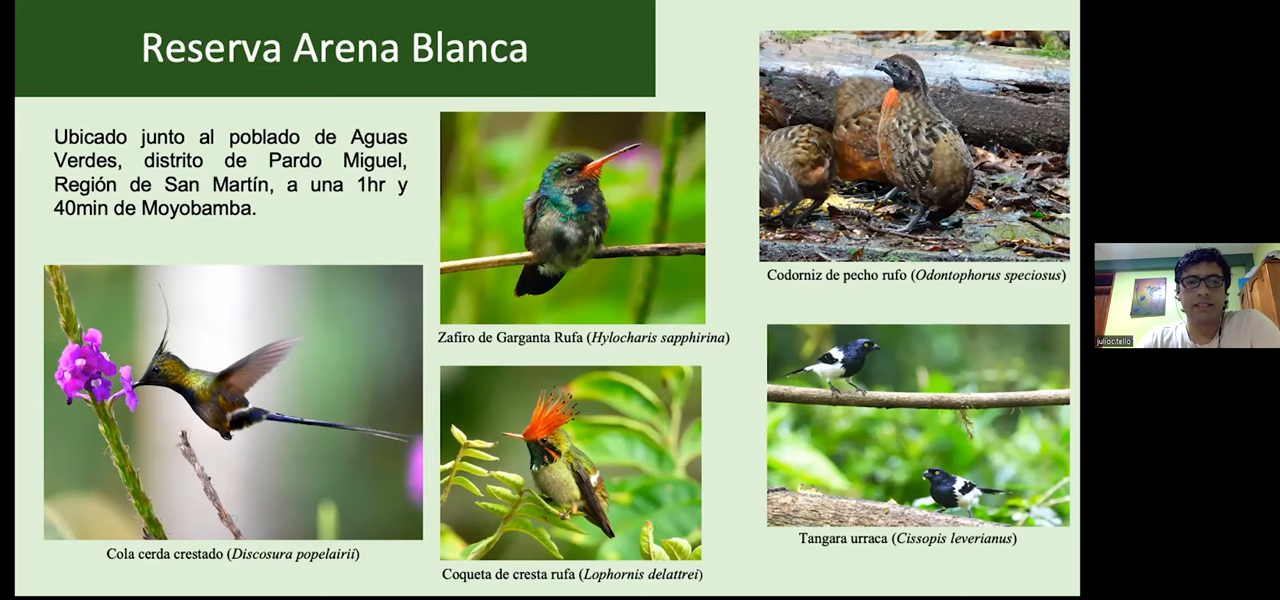 Reserva Arena Blanca
Ubicado junto al poblado de Aguas
Verdes, distrito de Pardo Miguel,
Región de San Martín, a una 1hr y
40min de Moyobamba.
Cola cerda crestado (Discosura popelairii)
Zafiro de Garganta Rufa (Hylocharis sapphirina)
Coqueta de cresta rufa (Lophornis delattrei)
Codorniz de pecho rufo (Odontophorus speciosus)
Tangara urraca (Cissopis leverianus)
julioc.tello